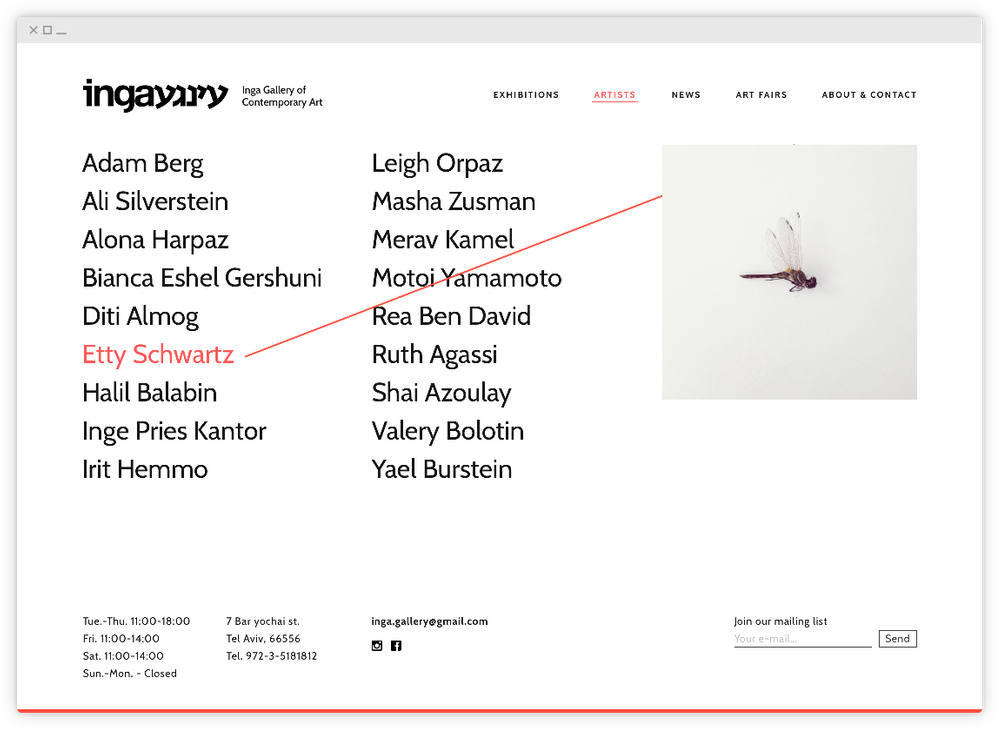 ingaעינגע
Inga Gallery of
Contemporary Art
EXHIBITIONS
ARTISTS
NEWS
ART FAIRS
ABOUT & CONTACT
Adam Berg
Ali Silverstein
Alona Harpaz
Bianca Eshel Gershuni
Diti Almog
Etty Schwartz
Halil Balabin
Inge Pries Kantor
Irit Hemmo
Leigh Orpaz
Masha Zusman
Merav Kamel
Motoi Yamamoto
Rea Ben David
Ruth Agassi
Shai Azoulay
Valery Bolotin
Yael Burstein
Tue.-Thu. 11:00-18:00
Fri. 11:00-14:00
Sat. 11:00-14:00
Sun.-Mon. - Closed
7 Bar yochai st.
Tel Aviv, 66556
Tel. 972-3-5181812
inga.gallery@gmail.com
Join our mailing list
Your e-mail...
Send